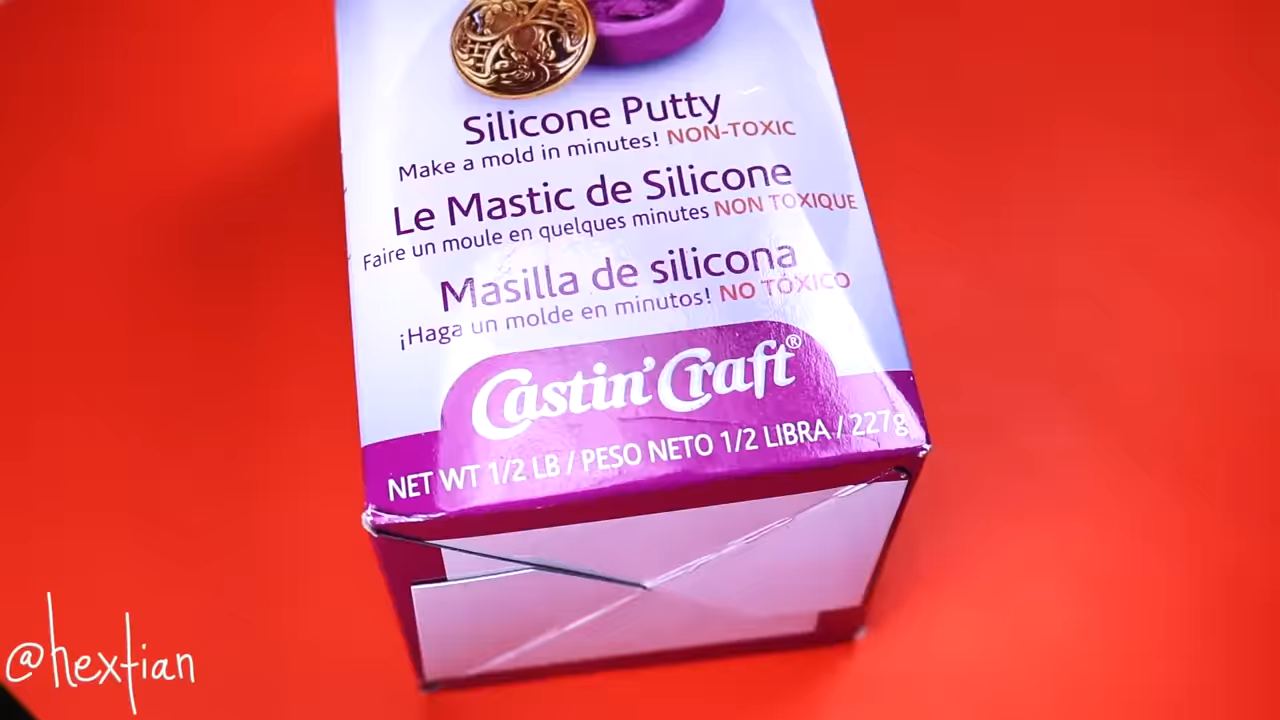 Silicone Putty
Make a mold in minutes! NON-TOXIC
Le Mastic de Silicone
Faire un moule en quelques minutes NON TOXIQUE
Masilla de silicona
¡Haga un molde en minutos! NO TÓXICO
Castin' Craft®
NET WT 1/2 LB / PESO NETO 1/2 LIBRA / 227g
@hextian